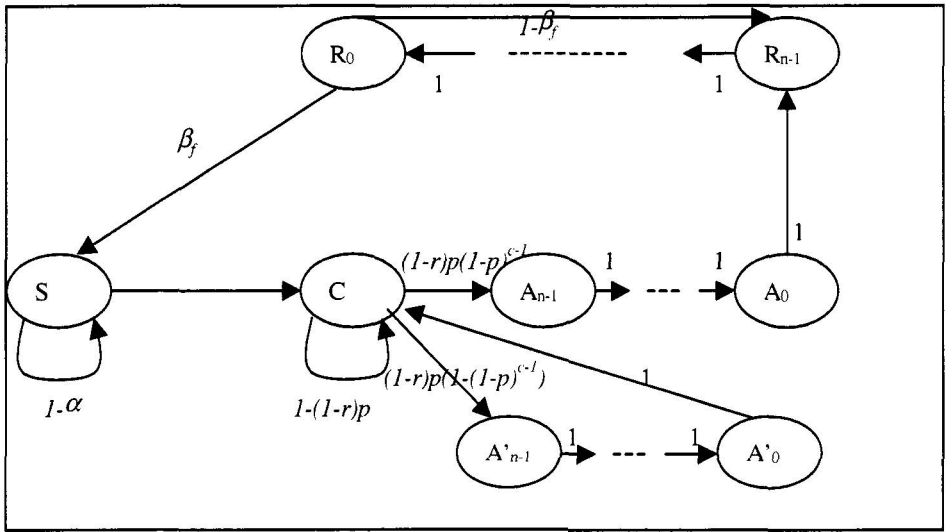 1-βf
R0
Rn-1
1
1
βf
1
(1-r)p(1-p)^c-1
1
1
S
C
An-1
A0
(1-r)p(1-(1-p)^c-1)
1
1-α
1-(1-r)p
1
1
A'n-1
A'0